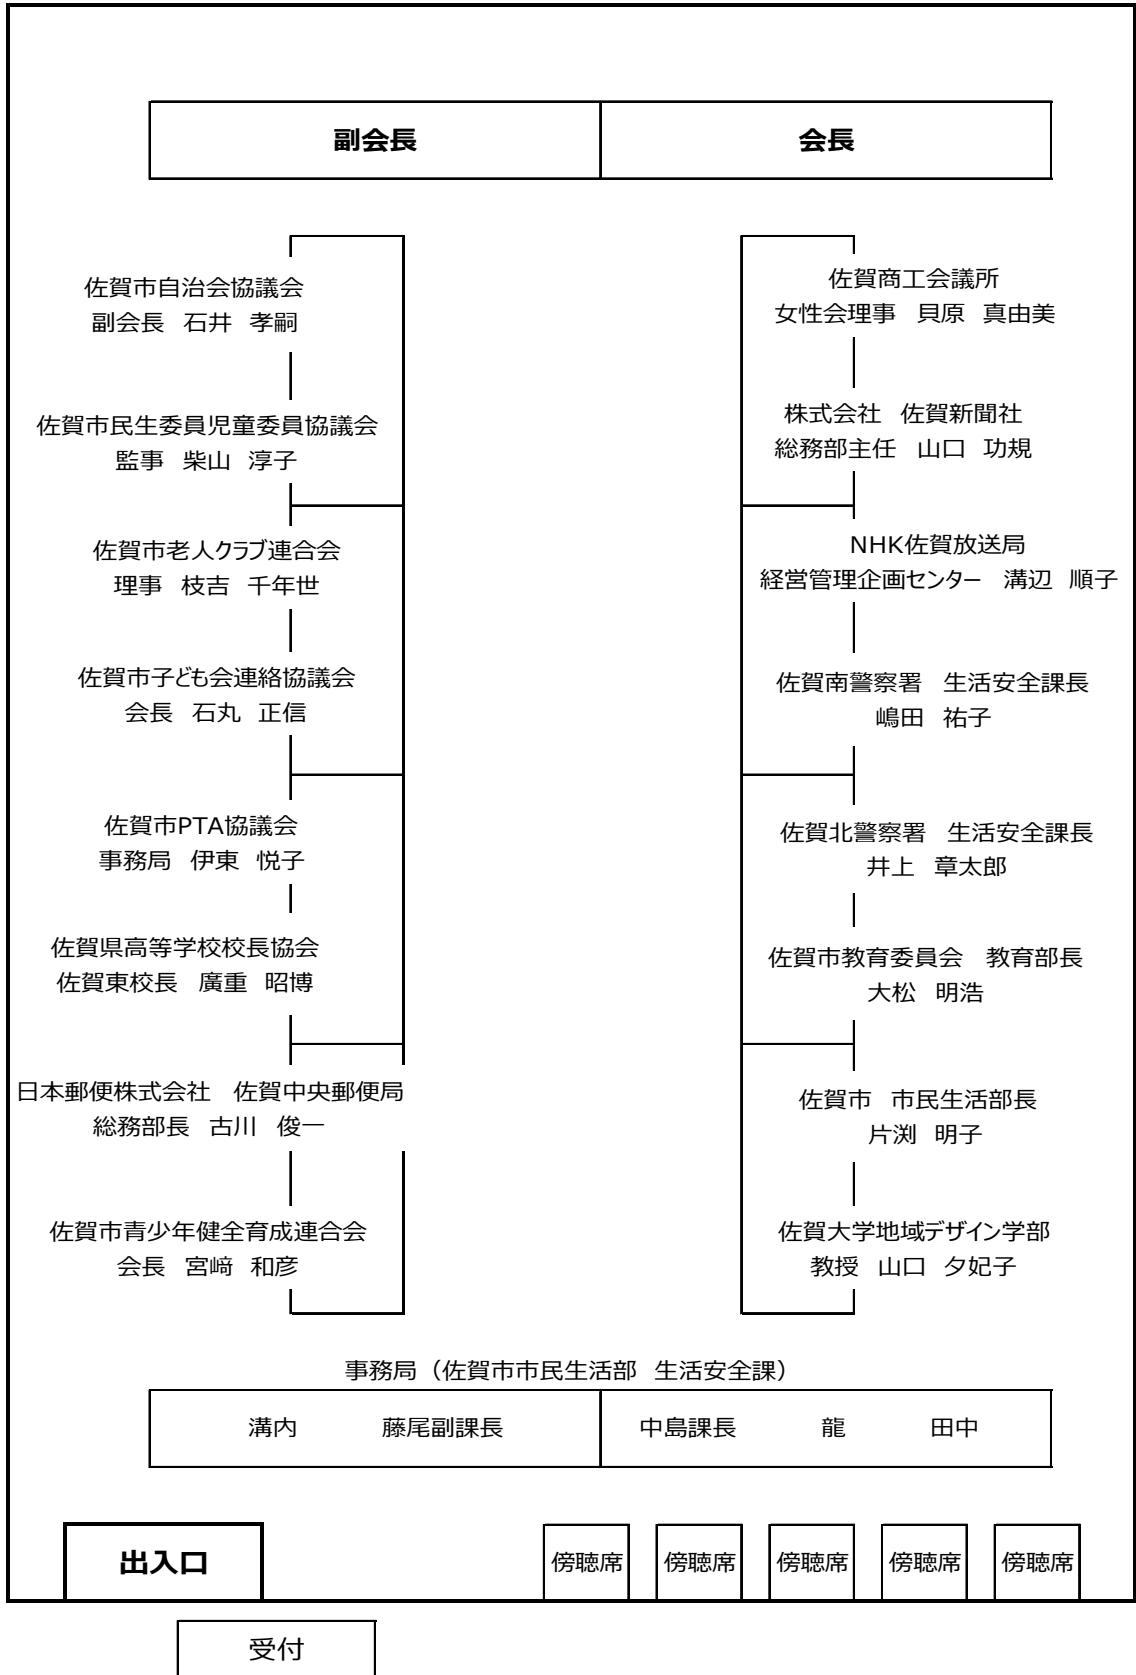 副会長
会長
佐賀市自治会協議会
副会長 石井 孝嗣
佐賀市民生委員児童委員協議会
監事 柴山 淳子
佐賀市老人クラブ連合会
理事 枝吉 千年世
佐賀市子ども会連絡協議会
会長 石丸 正信
佐賀市PTA協議会
事務局 伊東 悦子
佐賀県高等学校校長協会
佐賀東校長 廣重 昭博
日本郵便株式会社 佐賀中央郵便局
総務部長 古川 俊一
佐賀市青少年健全育成連合会
会長 宮﨑 和彦
佐賀商工会議所
女性会理事 貝原 真由美
株式会社 佐賀新聞社
総務部主任 山口 功規
NHK佐賀放送局
経営管理企画センター 溝辺 順子
佐賀南警察署 生活安全課長
嶋田 祐子
佐賀北警察署 生活安全課長
井上 章太郎
佐賀市教育委員会 教育部長
大松 明浩
佐賀市 市民生活部長
片渕 明子
佐賀大学地域デザイン学部
教授 山口 夕妃子
事務局（佐賀市市民生活部 生活安全課）
溝内 藤尾副課長 中島課長 龍 田中
出入口
傍聴席 傍聴席 傍聴席 傍聴席 傍聴席
受付